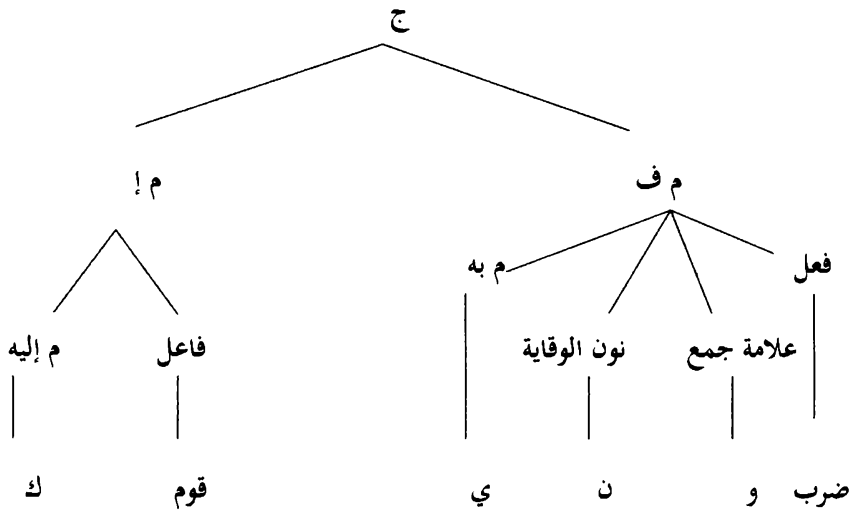 ج
م ف م إ
فعل م به
علامة جمع نون الوقاية فاعل م إليه
ضرب و ن ي قوم ك